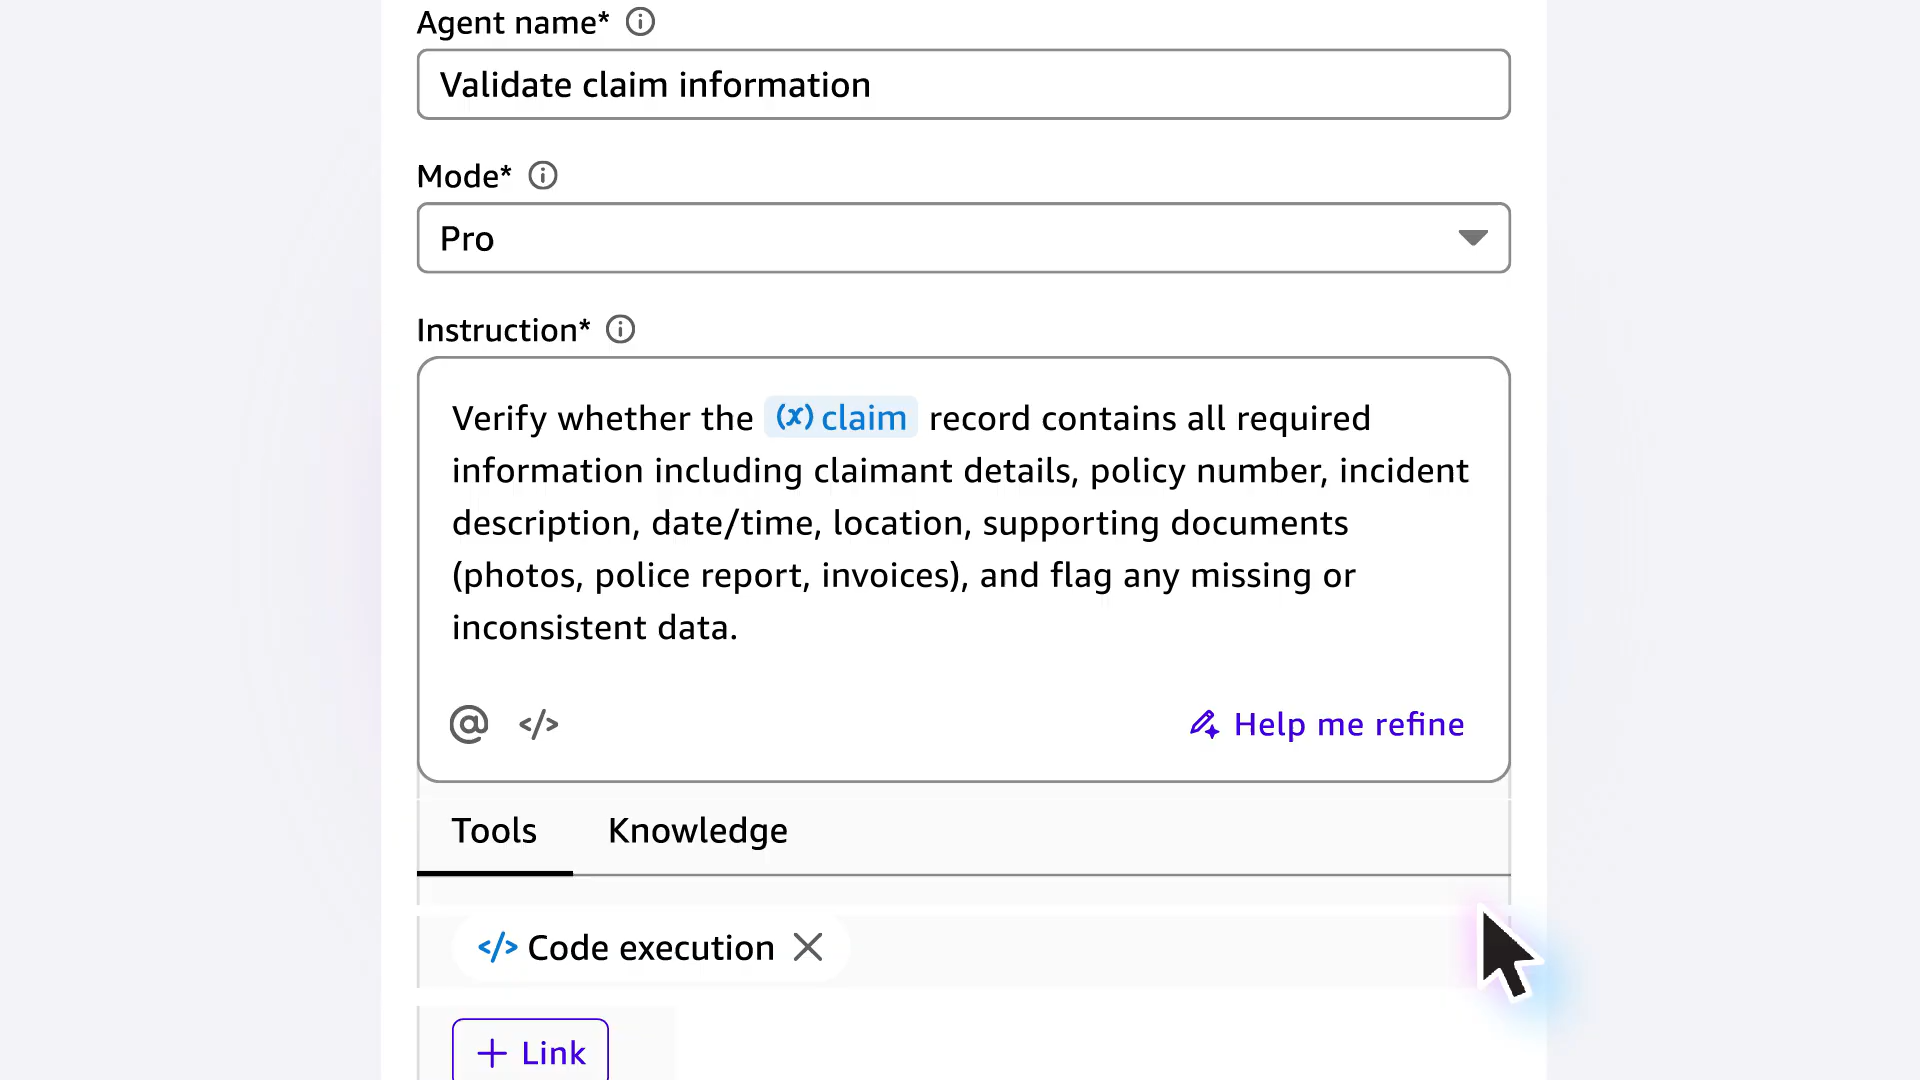 Agent name*
Validate claim information
Mode*
Pro
Instruction*
Verify whether the (x) claim record contains all required
information including claimant details, policy number, incident
description, date/time, location, supporting documents
(photos, police report, invoices), and flag any missing or
inconsistent data.
@ </> Help me refine
Tools Knowledge
</> Code execution
+ Link